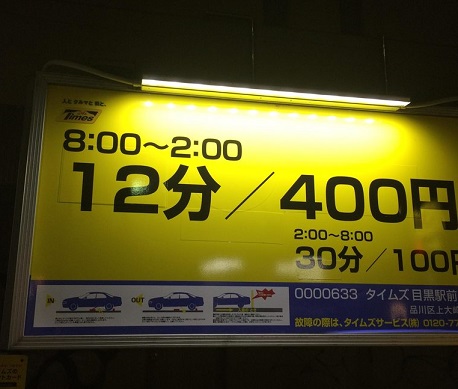 Times
8:00〜2:00
12分／400円
2:00〜8:00
30分／100円
IN
OUT
0000633 タイムズ 目黒駅前
品川区上大崎
故障の際は、タイムズサービス㈱ 0120-77